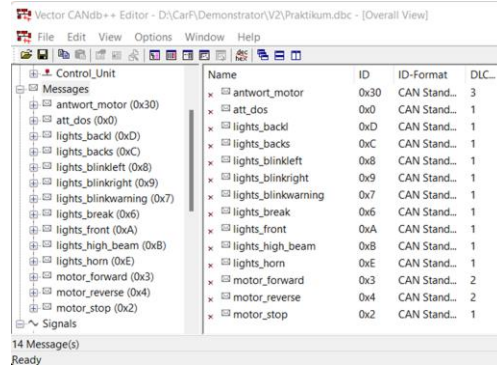 Vector CANdb++ Editor - D:\CarF\Demonstrator\V2\Praktikum.dbc - [Overall View]
File Edit View Options Window Help
Control_Unit
Messages
antwort_motor (0x30)
att_dos (0x0)
lights_backl (0xD)
lights_backs (0xC)
lights_blinkleft (0x8)
lights_blinkright (0x9)
lights_blinkwarning (0x7)
lights_break (0x6)
lights_front (0xA)
lights_high_beam (0xB)
lights_horn (0xE)
motor_forward (0x3)
motor_reverse (0x4)
motor_stop (0x2)
Signals
Name ID ID-Format DLC...
antwort_motor 0x30 CAN Stand... 3
att_dos 0x0 CAN Stand... 1
lights_backl 0xD CAN Stand... 1
lights_backs 0xC CAN Stand... 1
lights_blinkleft 0x8 CAN Stand... 1
lights_blinkright 0x9 CAN Stand... 1
lights_blinkwarning 0x7 CAN Stand... 1
lights_break 0x6 CAN Stand... 1
lights_front 0xA CAN Stand... 1
lights_high_beam 0xB CAN Stand... 1
lights_horn 0xE CAN Stand... 1
motor_forward 0x3 CAN Stand... 2
motor_reverse 0x4 CAN Stand... 2
motor_stop 0x2 CAN Stand... 1
14 Message(s)
Ready